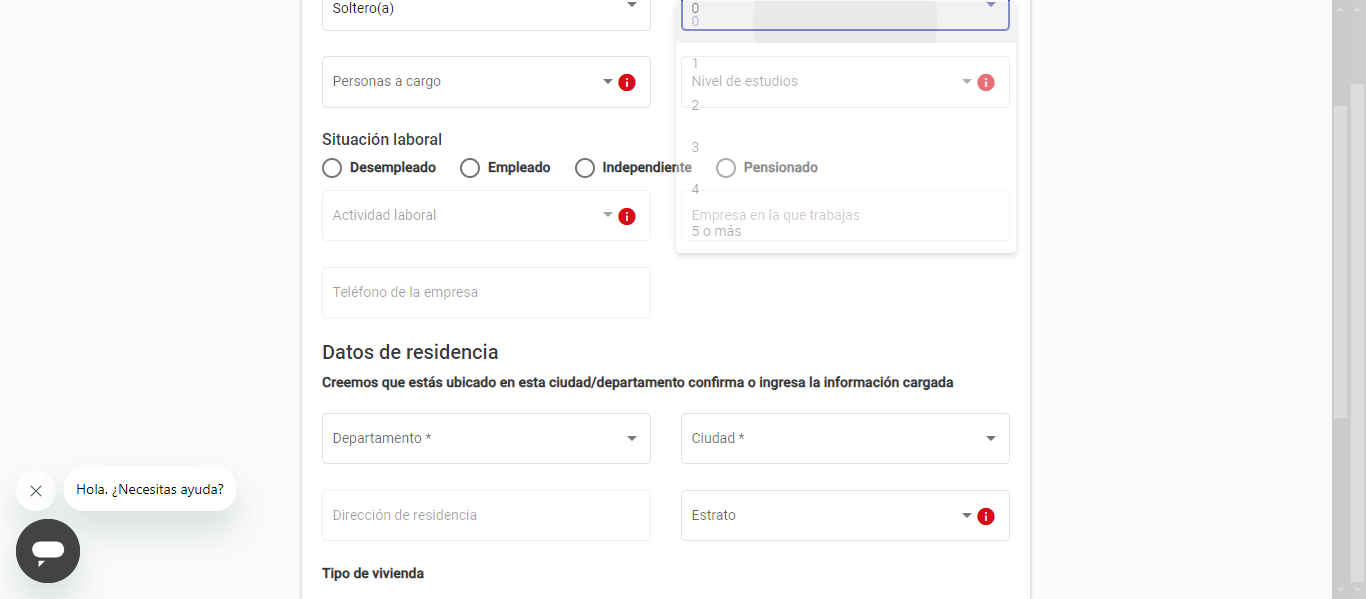 Soltero(a)
0
0
1
Personas a cargo
Nivel de estudios
2
Situación laboral
3
Desempleado
Empleado
Independiente
Pensionado
4
Actividad laboral
Empresa en la que trabajas
5 o más
Teléfono de la empresa
Datos de residencia
Creemos que estás ubicado en esta ciudad/departamento confirma o ingresa la información cargada
Departamento *
Ciudad *
Hola. ¿Necesitas ayuda?
Dirección de residencia
Estrato
Tipo de vivienda